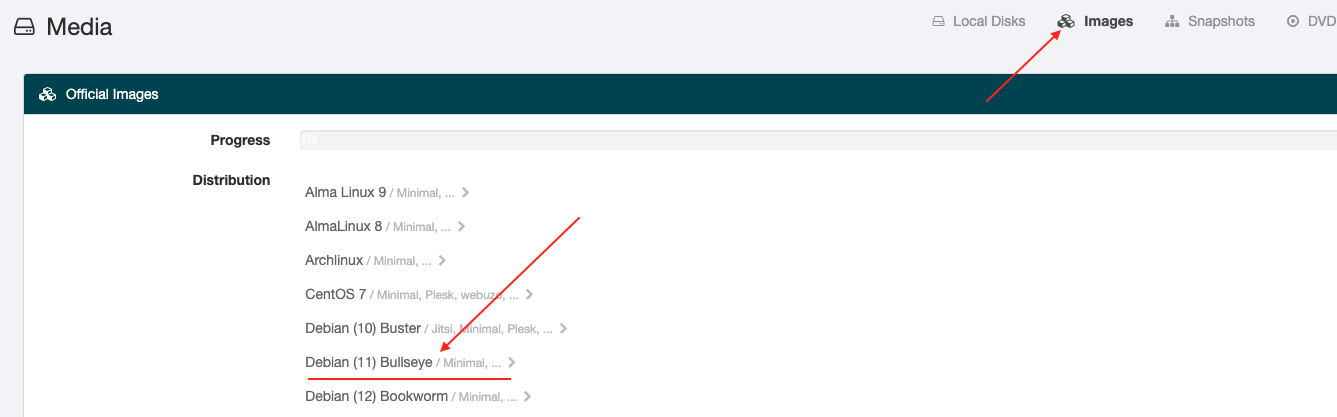 Media
Local Disks
Images
Snapshots
DVD
Official Images
Progress
1/4
Distribution
Alma Linux 9 / Minimal, ...
AlmaLinux 8 / Minimal, ...
Archlinux / Minimal, ...
CentOS 7 / Minimal, Plesk, webuzo, ...
Debian (10) Buster / Jitsi, Minimal, Plesk, ...
Debian (11) Bullseye / Minimal, ...
Debian (12) Bookworm / Minimal, ...